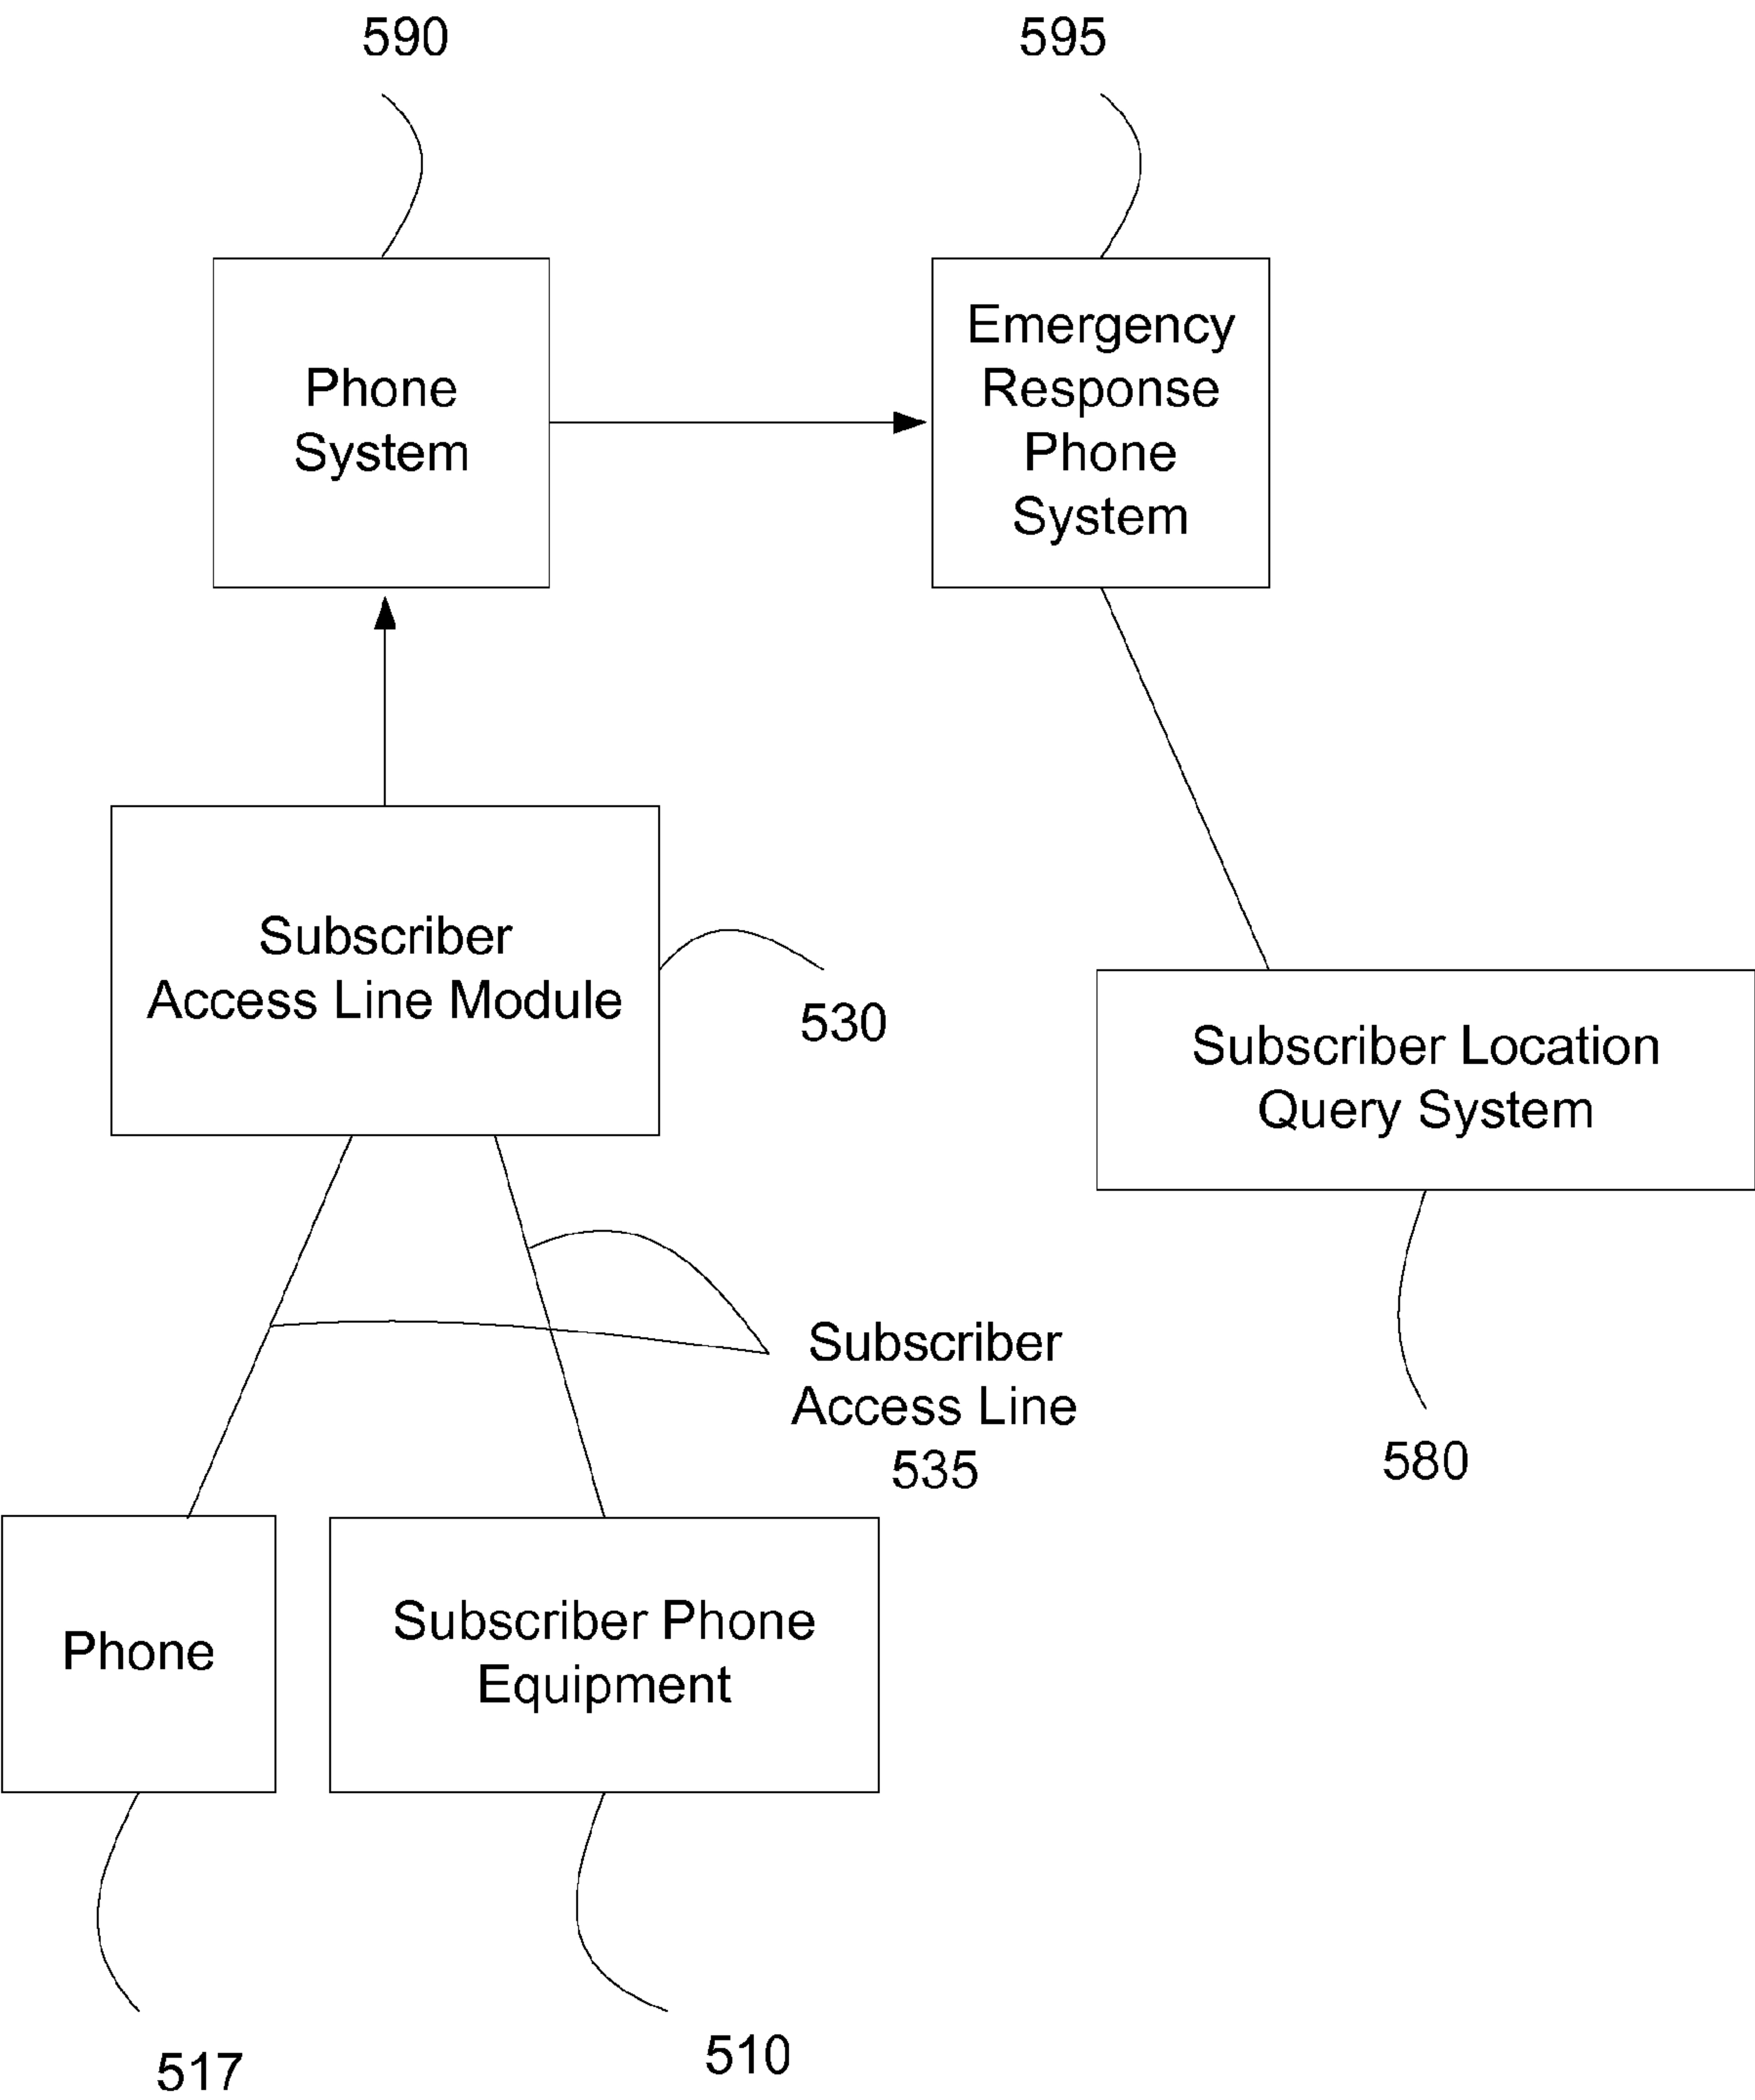 590
595
Phone
System
Emergency
Response
Phone
System
Subscriber
Access Line Module
530
Subscriber Location
Query System
Subscriber
Access Line
535
580
Phone
Subscriber Phone
Equipment
517
510